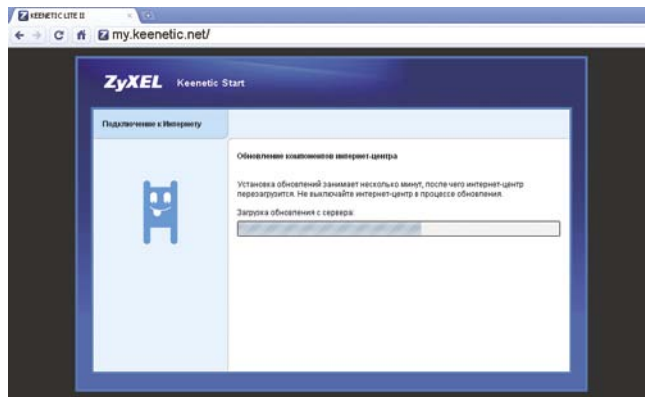 KEENETIC LITE II
my.keenetic.net/
ZyXEL Keenetic Start
Подключение к Интернету
Обновление компонентов интернет-центра
Установка обновлений занимает несколько минут, после чего интернет-центр
перезагрузится. Не выключайте интернет-центр в процессе обновления.
Загрузка обновления с сервера: